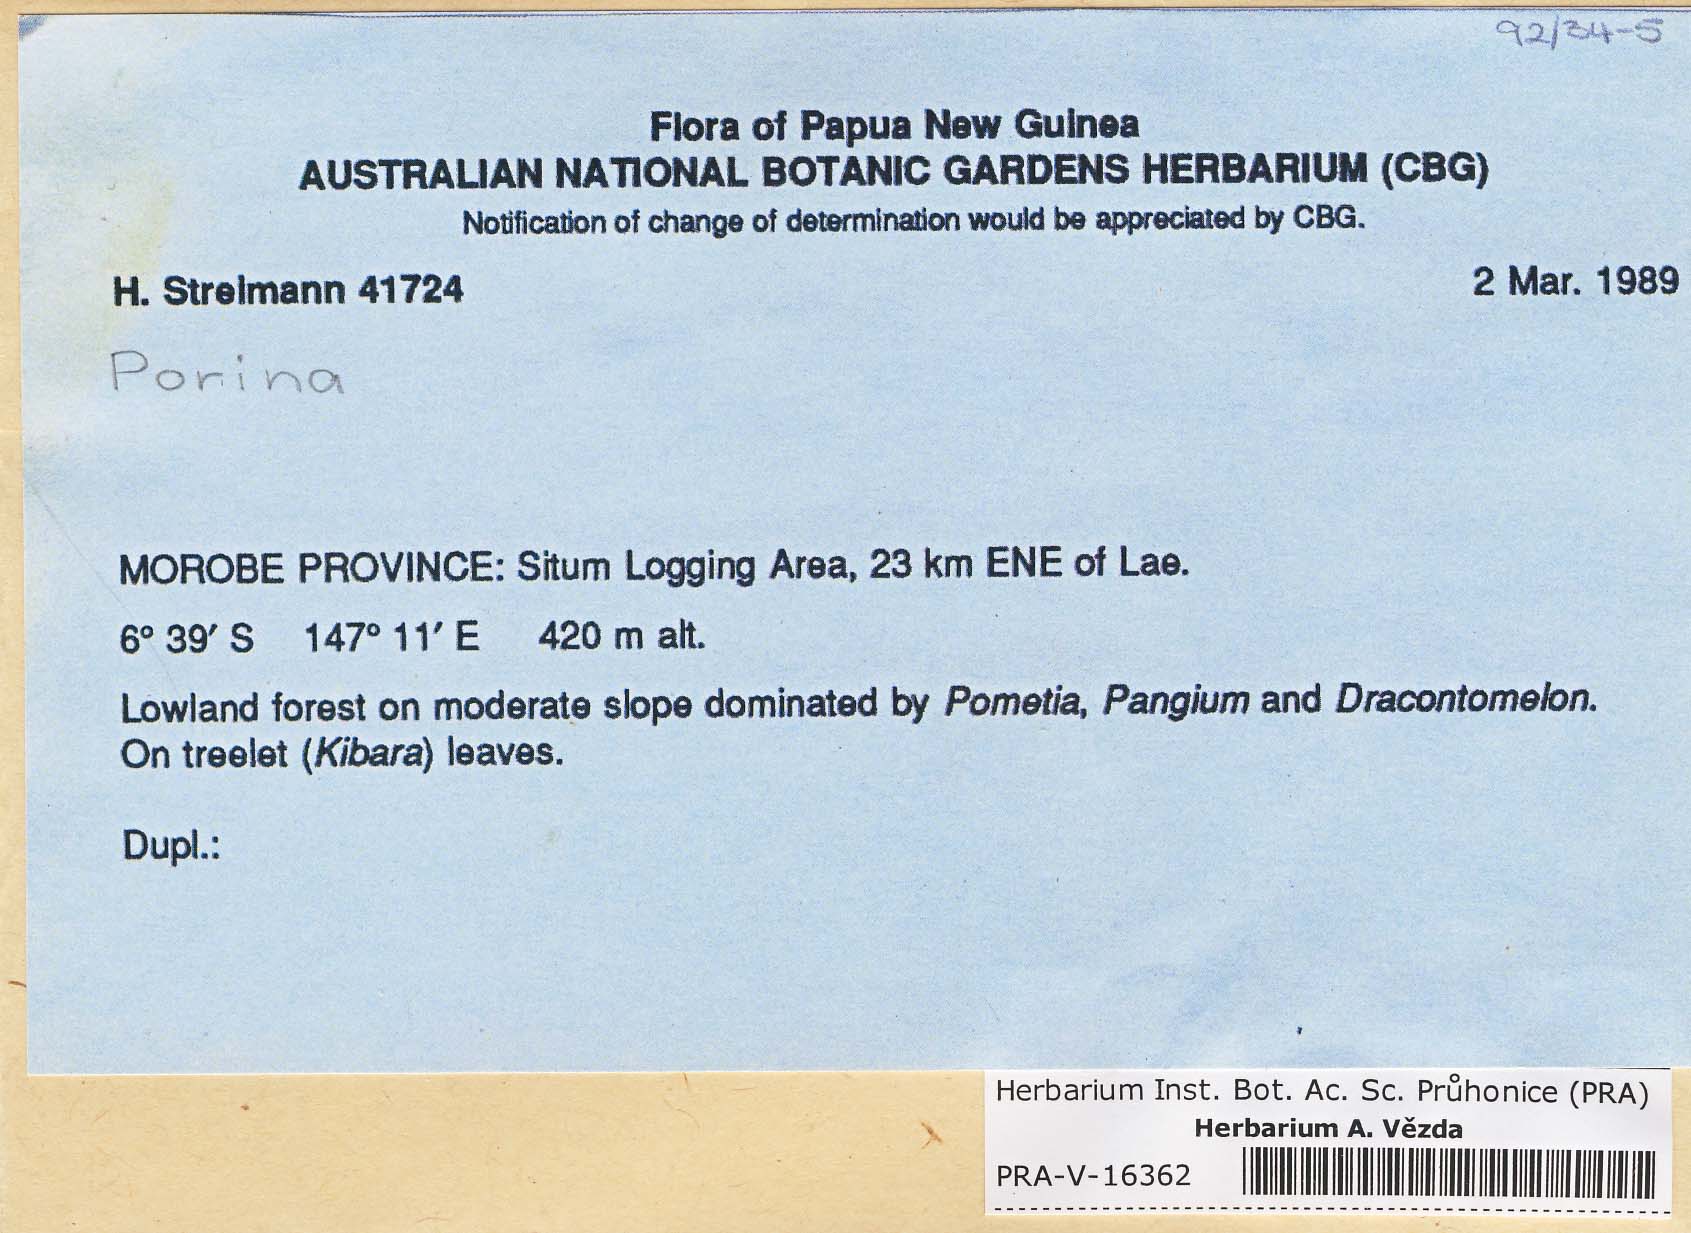 92/34-5
Flora of Papua New Guinea
AUSTRALIAN NATIONAL BOTANIC GARDENS HERBARIUM (CBG)
Notification of change of determination would be appreciated by CBG.
H. Streimann 41724 2 Mar. 1989
Porina
MOROBE PROVINCE: Situm Logging Area, 23 km ENE of Lae.
6° 39′ S 147° 11′ E 420 m alt.
Lowland forest on moderate slope dominated by Pometia, Pangium and Dracontomelon.
On treelet (Kibara) leaves.
Dupl.:
Herbarium Inst. Bot. Ac. Sc. Průhonice (PRA)
Herbarium A. Vězda
PRA-V-16362